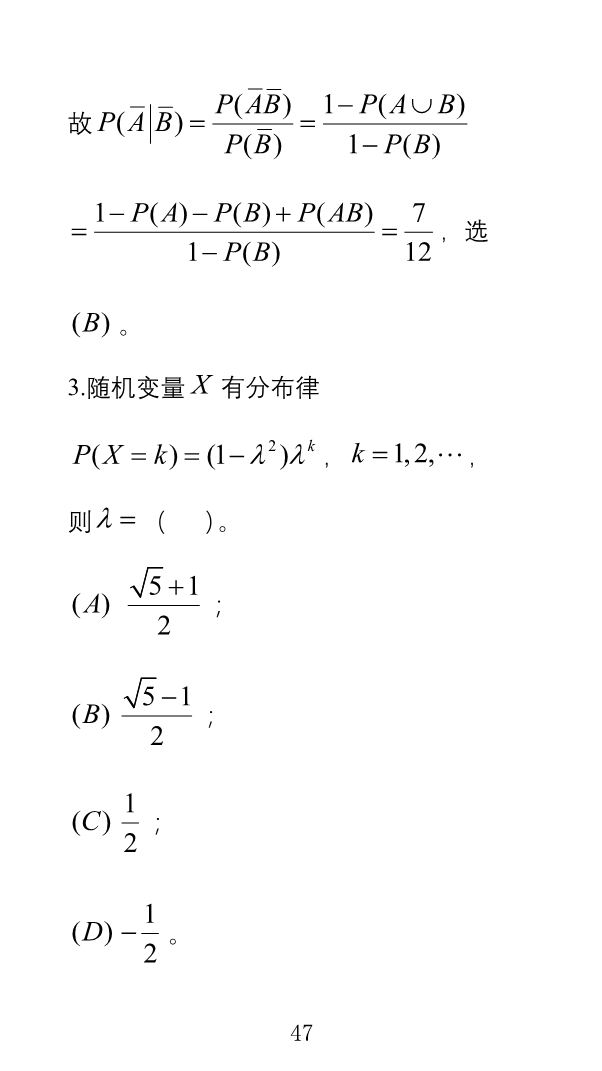 故 $P(\bar{A}|\bar{B}) = \frac{P(\bar{A}\bar{B})}{P(\bar{B})} = \frac{1-P(A\cup B)}{1-P(B)}$
$= \frac{1-P(A)-P(B)+P(AB)}{1-P(B)} = \frac{7}{12}$，选
(B)。
3.随机变量 X 有分布律
$P(X=k)=(1-\lambda^2)\lambda^k$， $k=1,2,\cdots$，
则 $\lambda=$（ ）。
(A) $\frac{\sqrt{5}+1}{2}$；
(B) $\frac{\sqrt{5}-1}{2}$；
(C) $\frac{1}{2}$；
(D) $-\frac{1}{2}$。
47